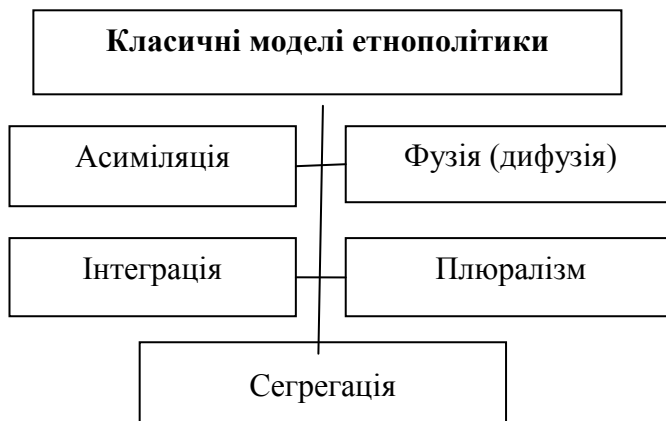 Класичні моделі етнополітики
Асиміляція
Фузія (дифузія)
Інтеграція
Плюралізм
Сегрегація